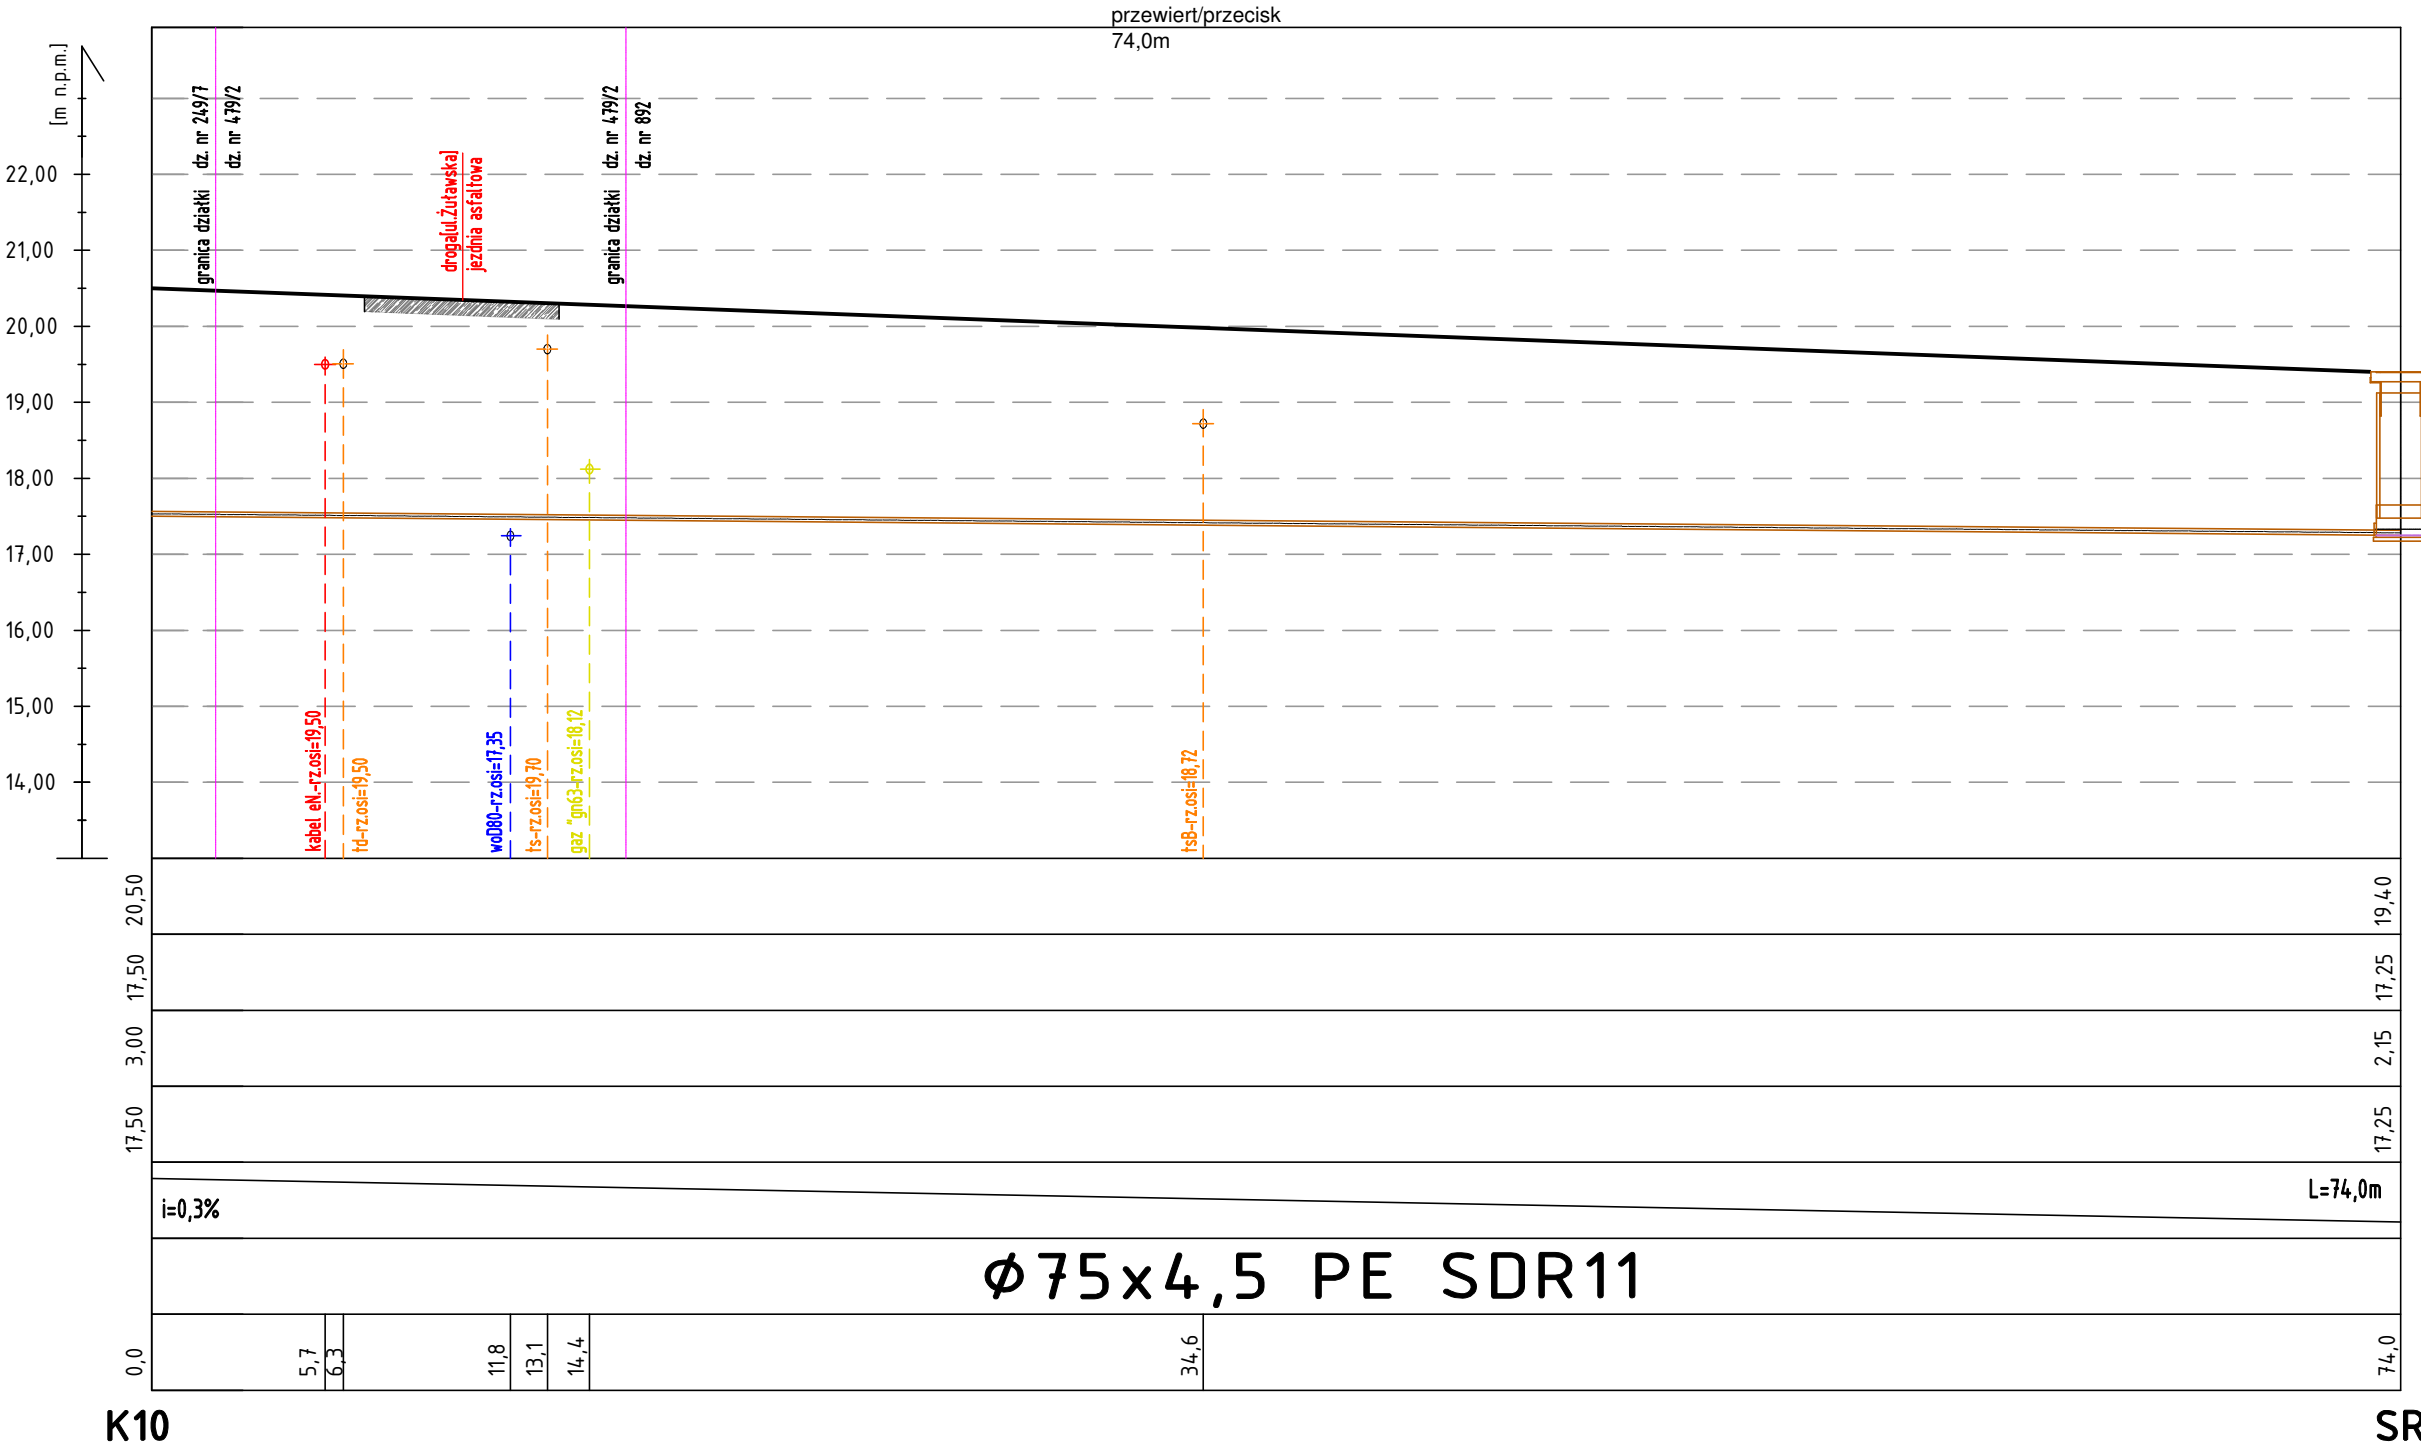 przewiert/przecisk
74,0m
[m n.p.m.]
22,00
21,00
20,00
19,00
18,00
17,00
16,00
15,00
14,00
granica działki dz. nr 249/7
dz. nr 479/2
droga[ul.Żuławska]
jezdnia asfaltowa
granica działki dz. nr 479/2
dz. nr 892
kabel eN.-rz.osi=19,50
td-rz.osi=19,50
woD80-rz.osi=17,35
ts-rz.osi=19,70
gaz "gn63-rz.osi=18,12
tsB-rz.osi=18,72
20,50
19,40
17,50
17,25
3,00
2,15
17,50
17,25
i=0,3%
L=74,0m
Ø75x4,5 PE SDR11
0,0
5,7
6,3
11,8
13,1
14,4
34,6
74,0
K10
SR